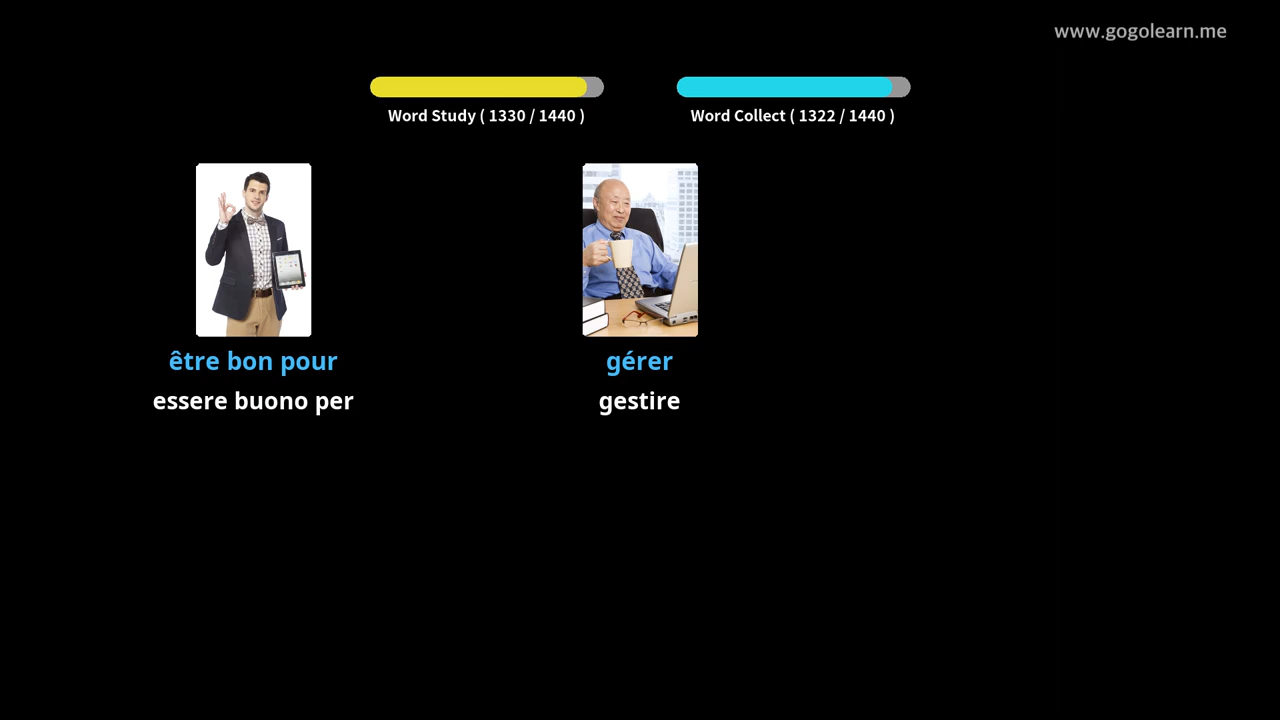 www.gogolearn.me
Word Study ( 1330 / 1440 )
Word Collect ( 1322 / 1440 )
être bon pour
essere buono per
gérer
gestire